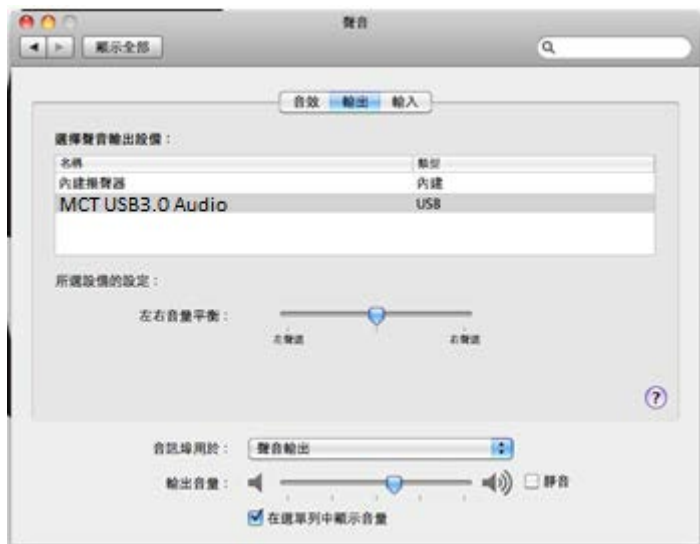 聲音
顯示全部
音效 輸出 輸入
選擇聲音輸出設備：
名稱 類型
內建揚聲器 內建
MCT USB3.0 Audio USB
所選設備的設定：
左右音量平衡：
左聲道 右聲道
?
音訊埠用於： 聲音輸出
輸出音量： 靜音
在選單列中顯示音量